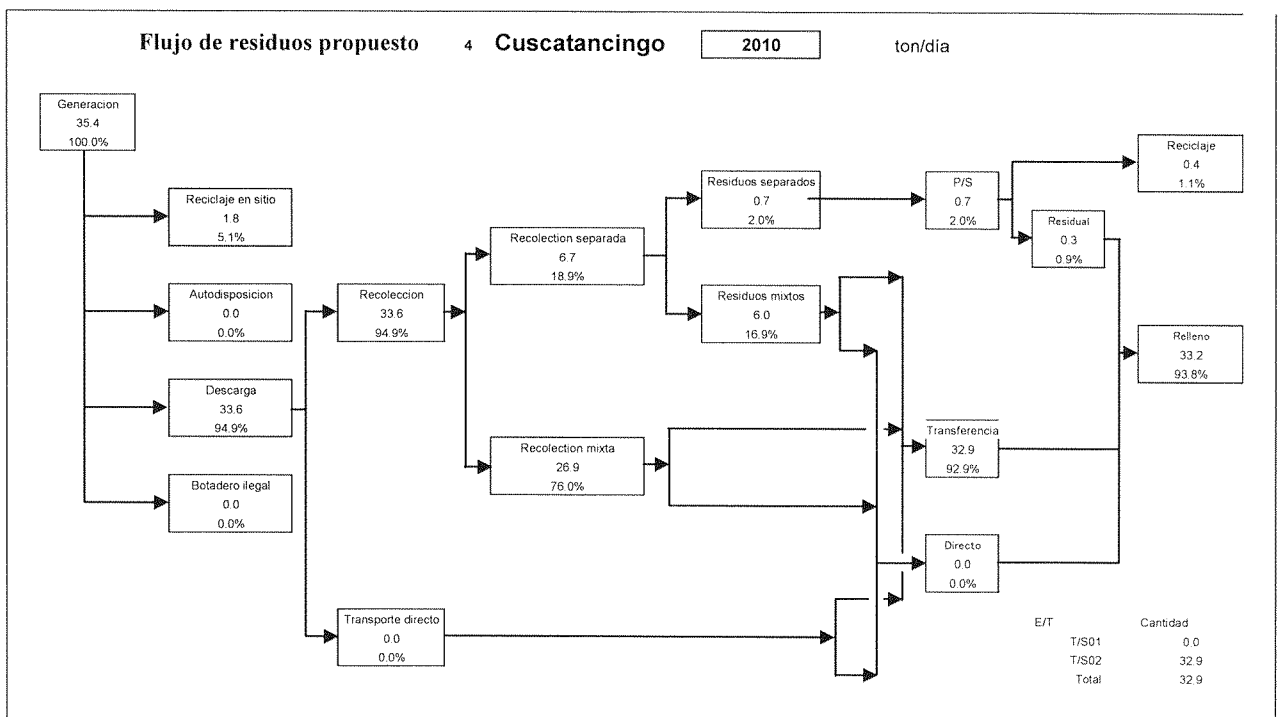 Flujo de residuos propuesto 4 Cuscatancingo 2010 ton/día
Generacion
35.4
100.0%
Reciclaje en sitio
1.8
5.1%
Autodisposicion
0.0
0.0%
Descarga
33.6
94.9%
Botadero ilegal
0.0
0.0%
Recoleccion
33.6
94.9%
Transporte directo
0.0
0.0%
Recolection separada
6.7
18.9%
Recolection mixta
26.9
76.0%
Residuos separados
0.7
2.0%
Residuos mixtos
6.0
16.9%
P/S
0.7
2.0%
Residual
0.3
0.9%
Transferencia
32.9
92.9%
Directo
0.0
0.0%
Reciclaje
0.4
1.1%
Relleno
33.2
93.8%
E/T Cantidad
T/S01 0.0
T/S02 32.9
Total 32.9